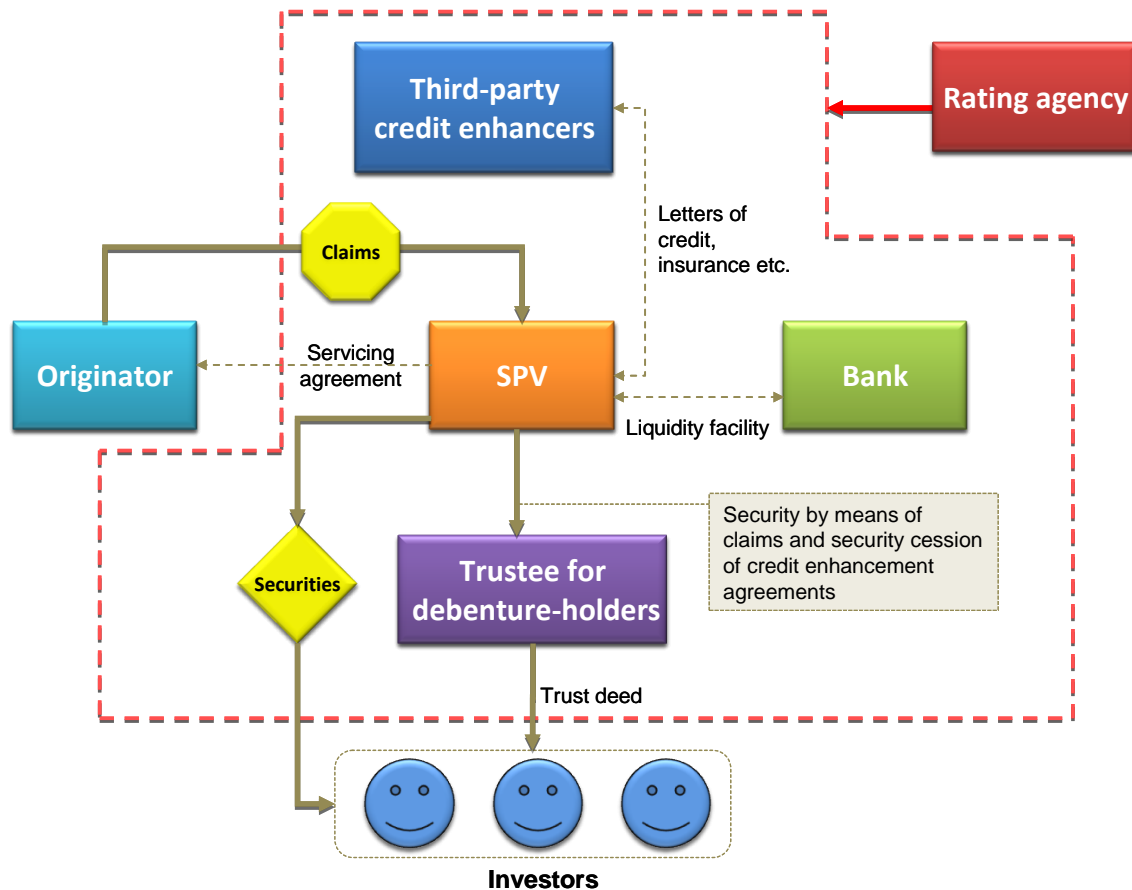 Third-party
credit enhancers
Rating agency
Letters of
credit,
insurance etc.
Claims
Originator
Servicing
agreement
SPV
Bank
Liquidity facility
Security by means of
claims and security cession
of credit enhancement
agreements
Securities
Trustee for
debenture-holders
Trust deed
Investors